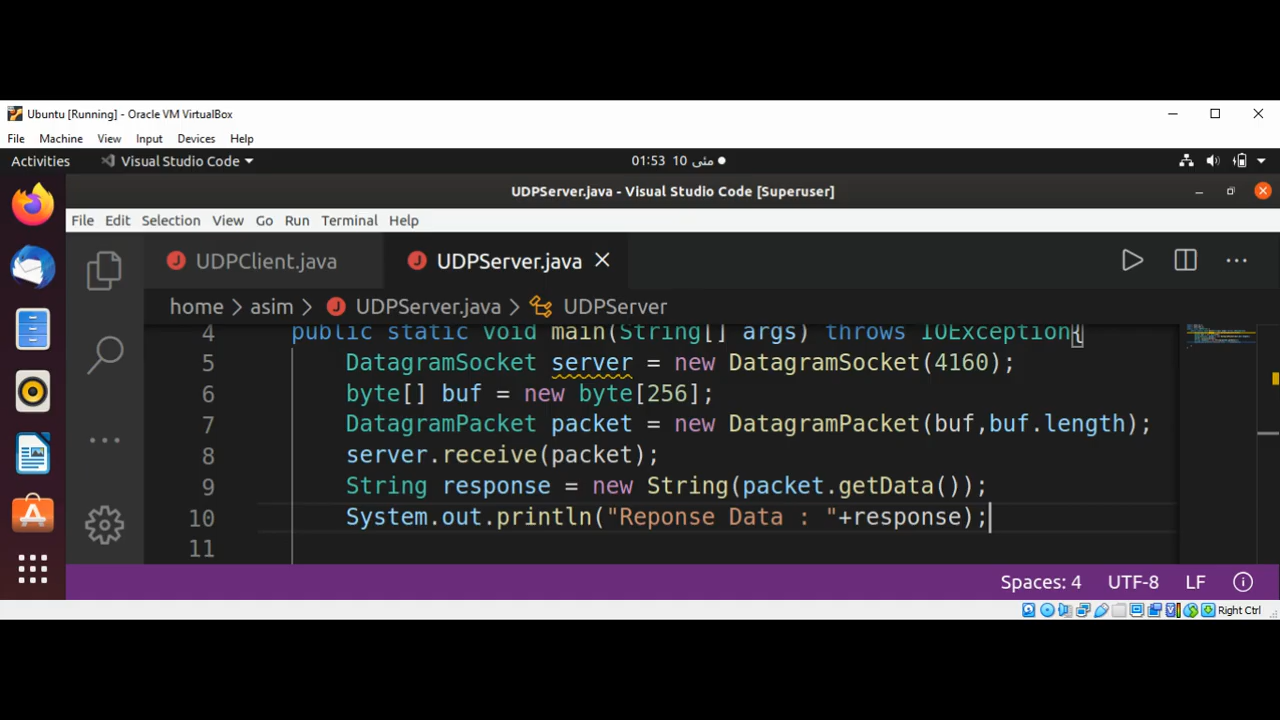 Ubuntu [Running] - Oracle VM VirtualBox
File Machine View Input Devices Help
Activities Visual Studio Code 01:53 10 مئی
UDPServer.java - Visual Studio Code [Superuser]
File Edit Selection View Go Run Terminal Help
J UDPClient.java J UDPServer.java
home > asim > J UDPServer.java > UDPServer
4 public static void main(String[] args) throws IOException{
5 DatagramSocket server = new DatagramSocket(4160);
6 byte[] buf = new byte[256];
7 DatagramPacket packet = new DatagramPacket(buf,buf.length);
8 server.receive(packet);
9 String response = new String(packet.getData());
10 System.out.println("Reponse Data : "+response);
11
Spaces: 4 UTF-8 LF
Right Ctrl